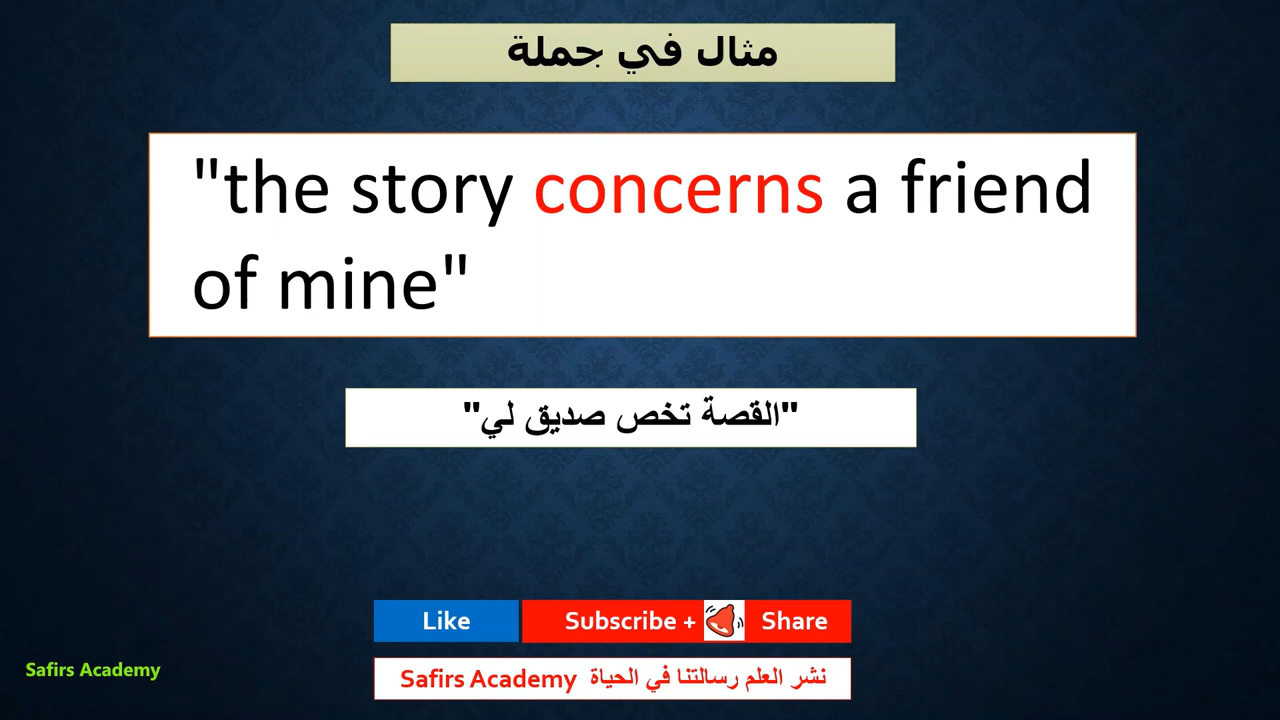 مثال في جملة
"the story concerns a friend
of mine"
"القصة تخص صديق لي"
Like
Subscribe +
Share
Safirs Academy
نشر العلم رسالتنا في الحياة Safirs Academy